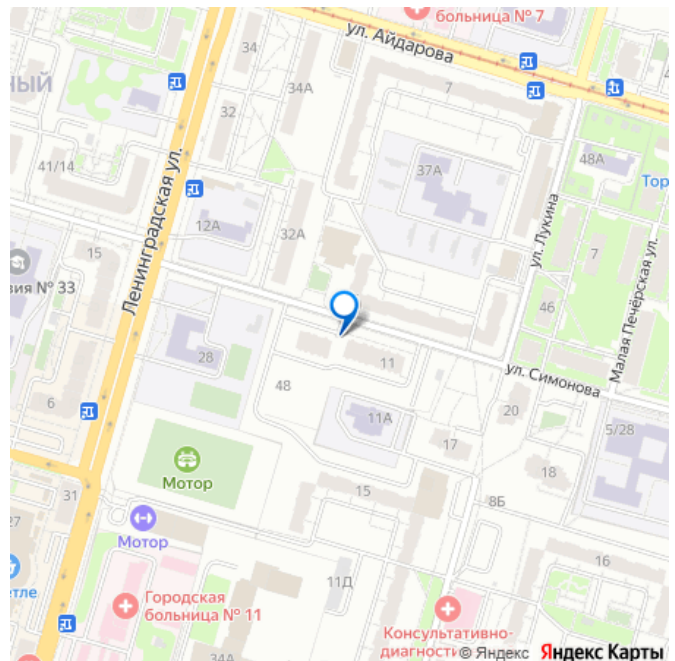 больница № 7
ул. Айдарова
34
34А
7
НЫЙ
32
41/14
37А
48А
Тор
Ленинградская ул.
12А
32А
ул. Лукина
7
Малая Печёрская ул.
15
вия № 33
46
28
11
ул. Симонова
48
6
11А
20
5/28
17
Мотор
18
31
15
8Б
27
Мотор
16
етле
11Д
Городская
больница № 11
Консультативно-
диагности
34А
© Яндекс Яндекс Карты